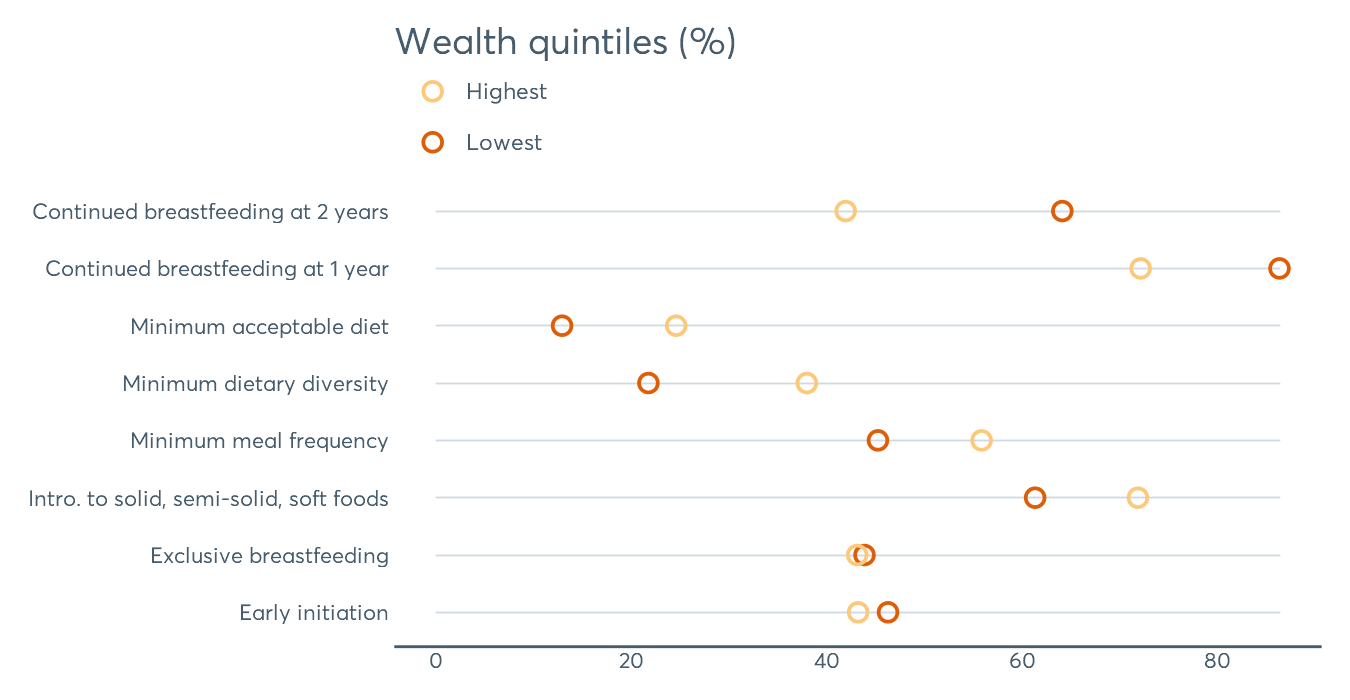 Wealth quintiles (%)
Highest
Lowest
Continued breastfeeding at 2 years
Continued breastfeeding at 1 year
Minimum acceptable diet
Minimum dietary diversity
Minimum meal frequency
Intro. to solid, semi-solid, soft foods
Exclusive breastfeeding
Early initiation
0 20 40 60 80